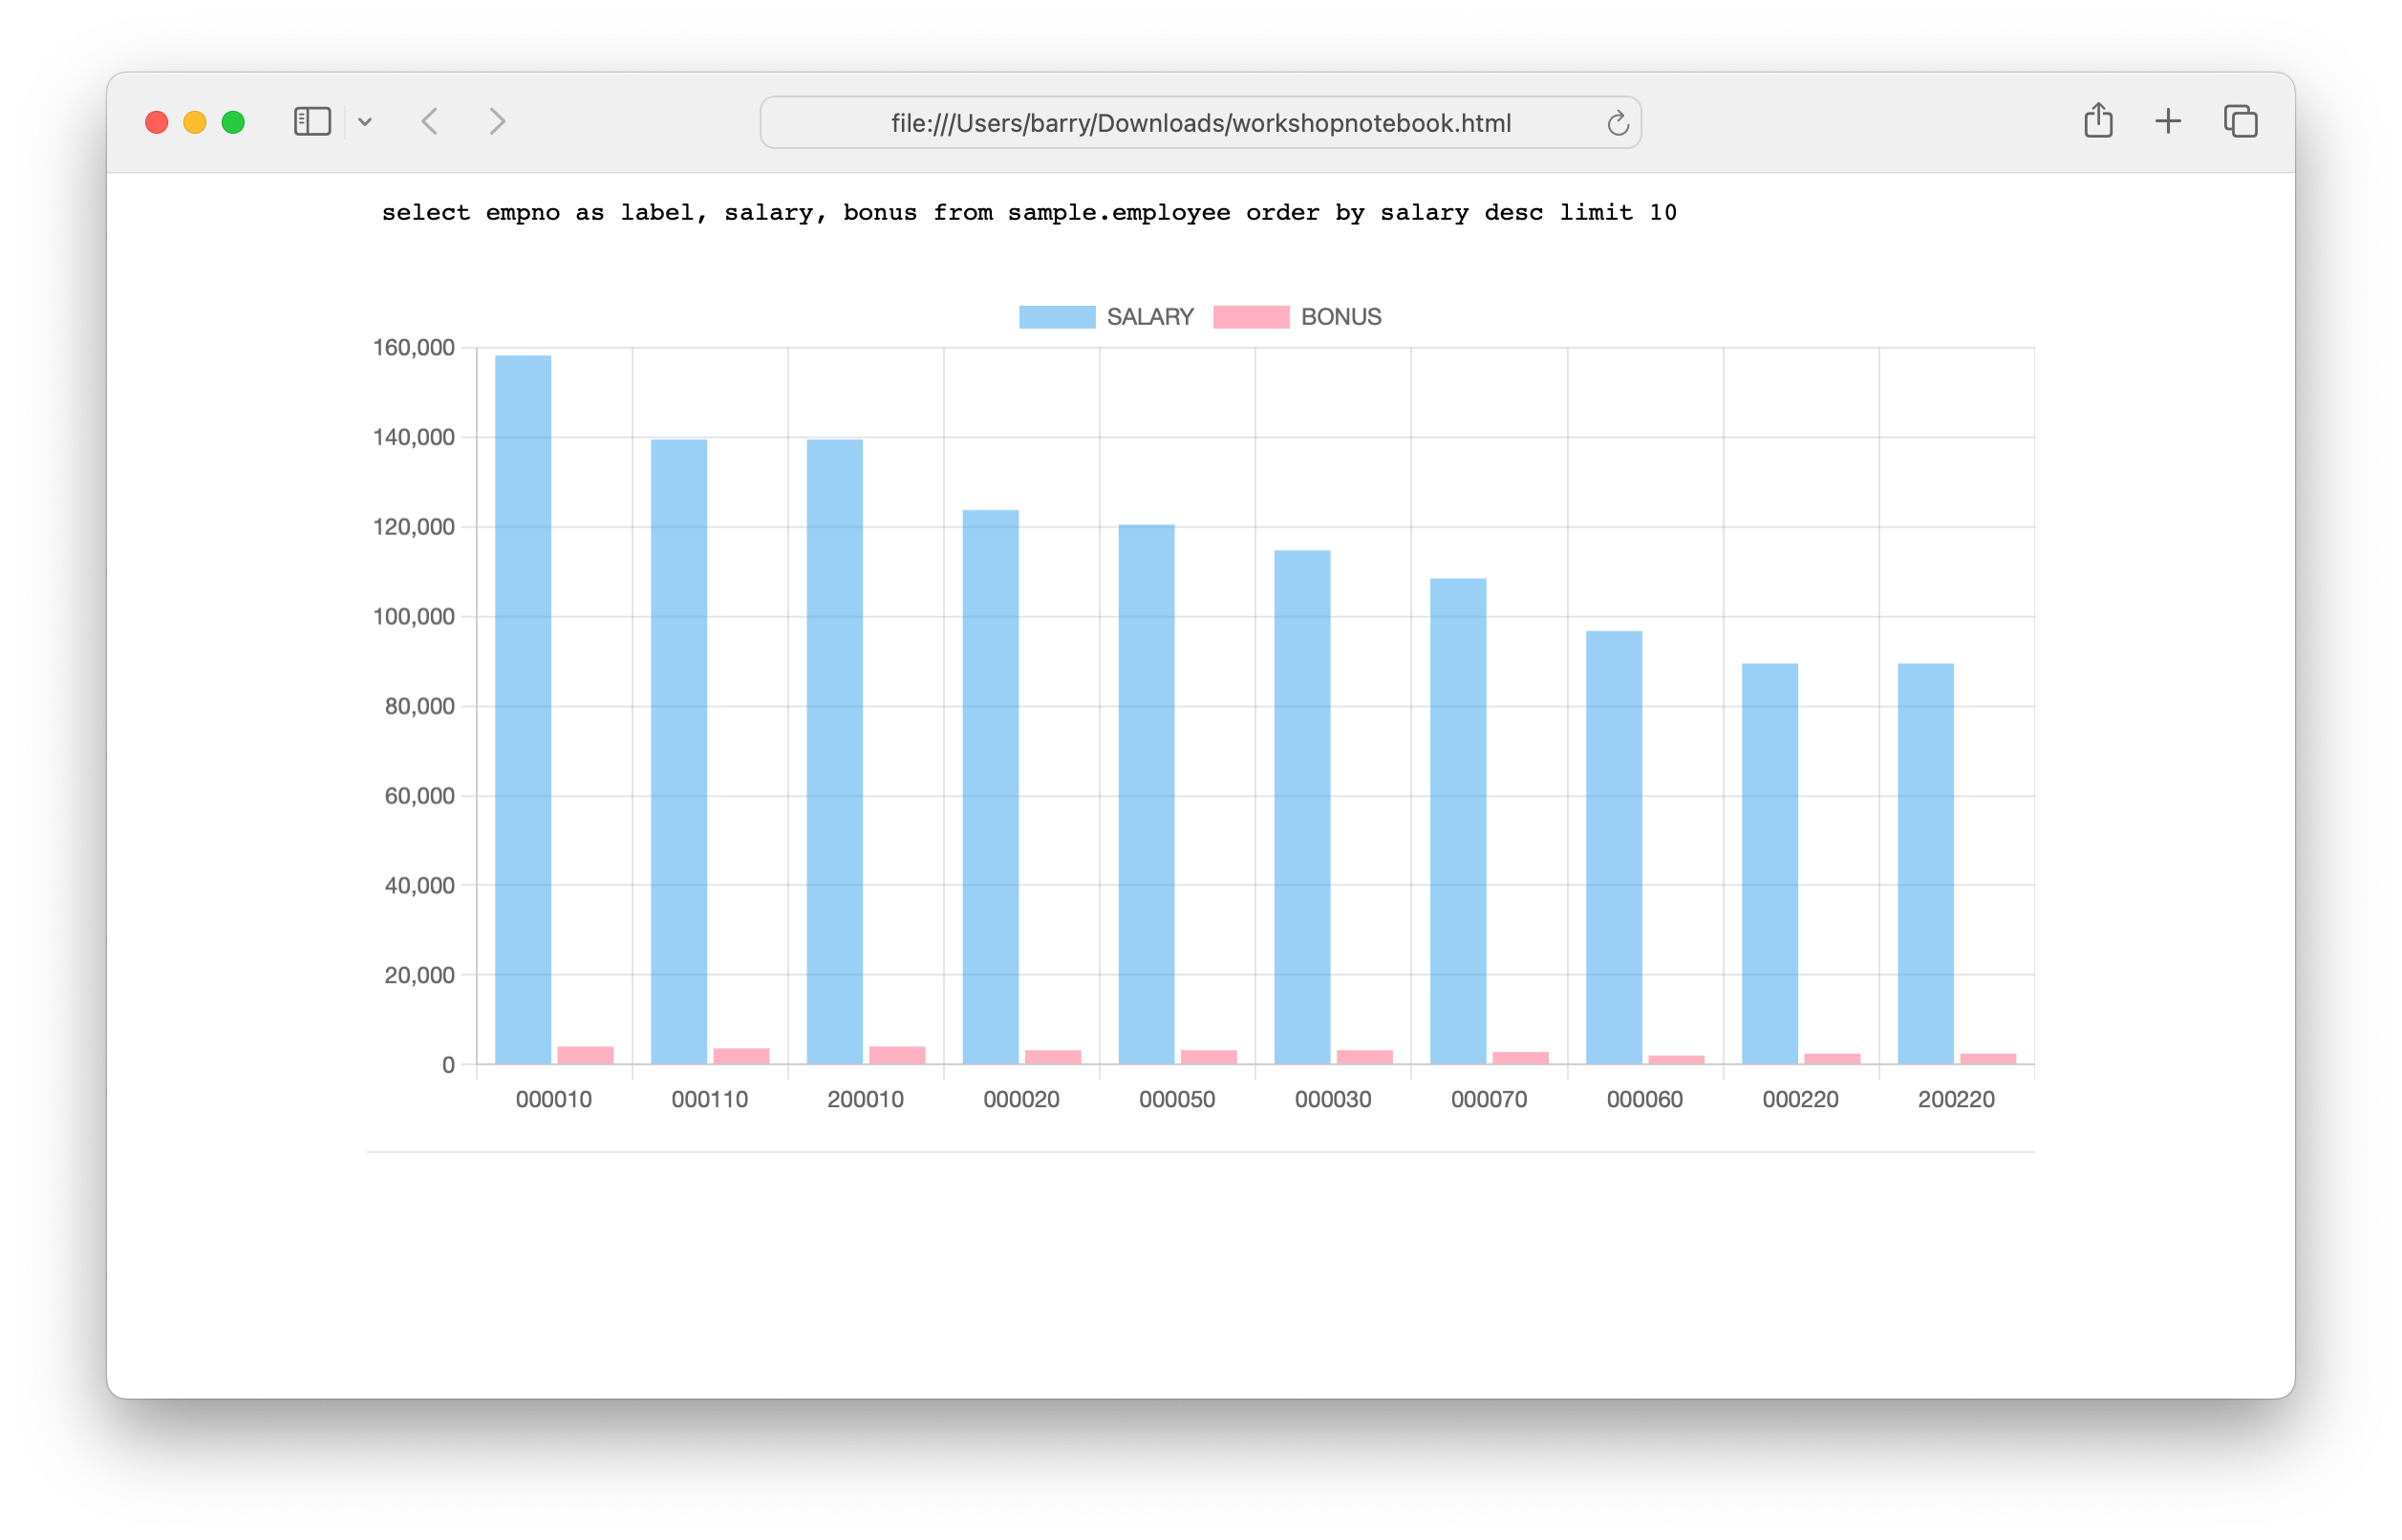 file:///Users/barry/Downloads/workshopnotebook.html
select empno as label, salary, bonus from sample.employee order by salary desc limit 10
SALARY BONUS
160,000
140,000
120,000
100,000
80,000
60,000
40,000
20,000
0
000010 000110 200010 000020 000050 000030 000070 000060 000220 200220